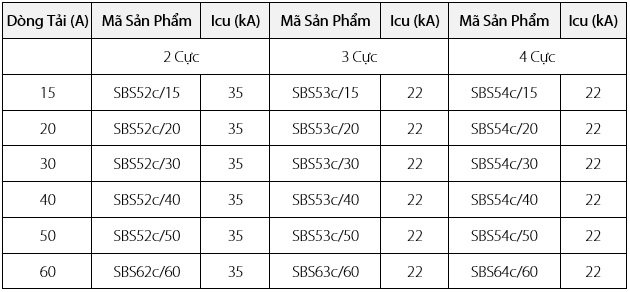 Dòng Tải (A) Mã Sản Phẩm Icu (kA) Mã Sản Phẩm Icu (kA) Mã Sản Phẩm Icu (kA)
2 Cực 3 Cực 4 Cực
15 SBS52c/15 35 SBS53c/15 22 SBS54c/15 22
20 SBS52c/20 35 SBS53c/20 22 SBS54c/20 22
30 SBS52c/30 35 SBS53c/30 22 SBS54c/30 22
40 SBS52c/40 35 SBS53c/40 22 SBS54c/40 22
50 SBS52c/50 35 SBS53c/50 22 SBS54c/50 22
60 SBS62c/60 35 SBS63c/60 22 SBS64c/60 22